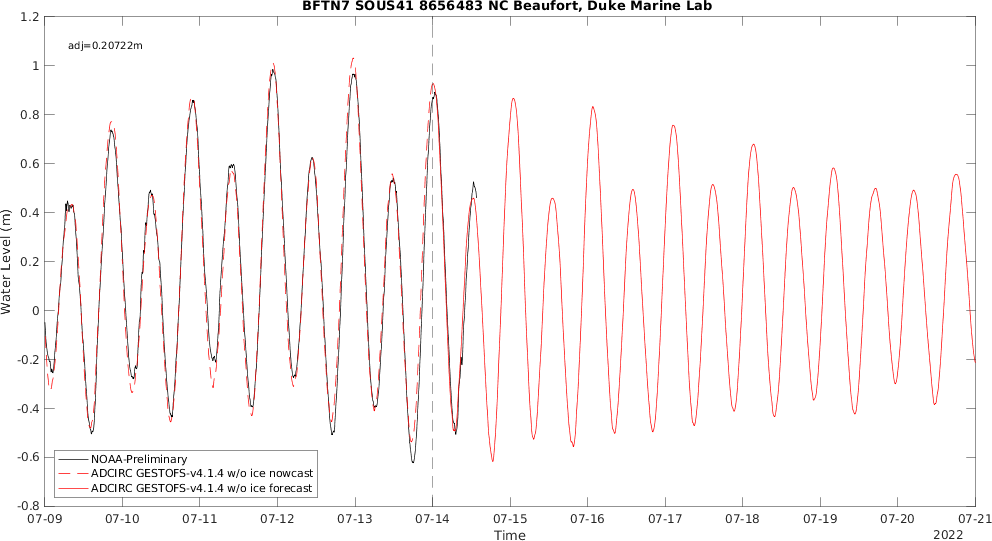 BFTN7 SOUS41 8656483 NC Beaufort, Duke Marine Lab
adj=0.20722m
1.2
1
0.8
0.6
0.4
0.2
0
-0.2
-0.4
-0.6
-0.8
Water Level (m)
NOAA-Preliminary
ADCIRC GESTOFS-v4.1.4 w/o ice nowcast
ADCIRC GESTOFS-v4.1.4 w/o ice forecast
07-09 07-10 07-11 07-12 07-13 07-14 07-15 07-16 07-17 07-18 07-19 07-20 07-21
Time
2022